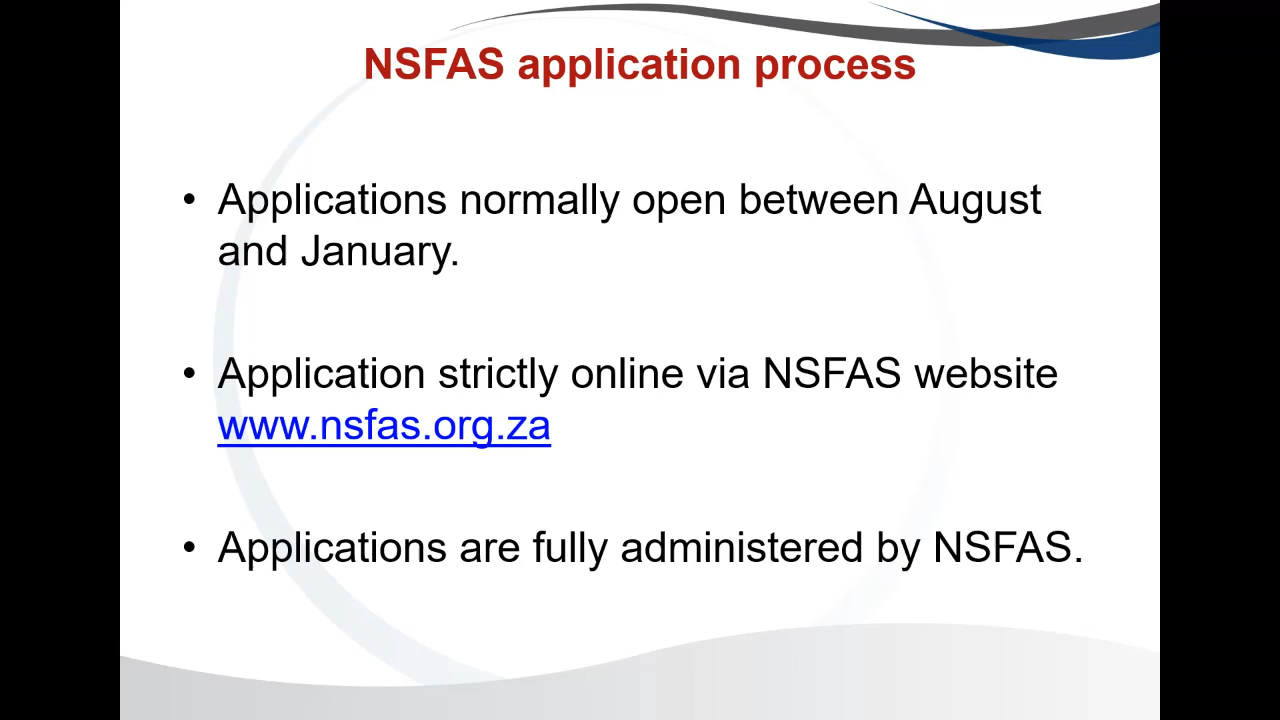 NSFAS application process
• Applications normally open between August
and January.
• Application strictly online via NSFAS website
www.nsfas.org.za
• Applications are fully administered by NSFAS.